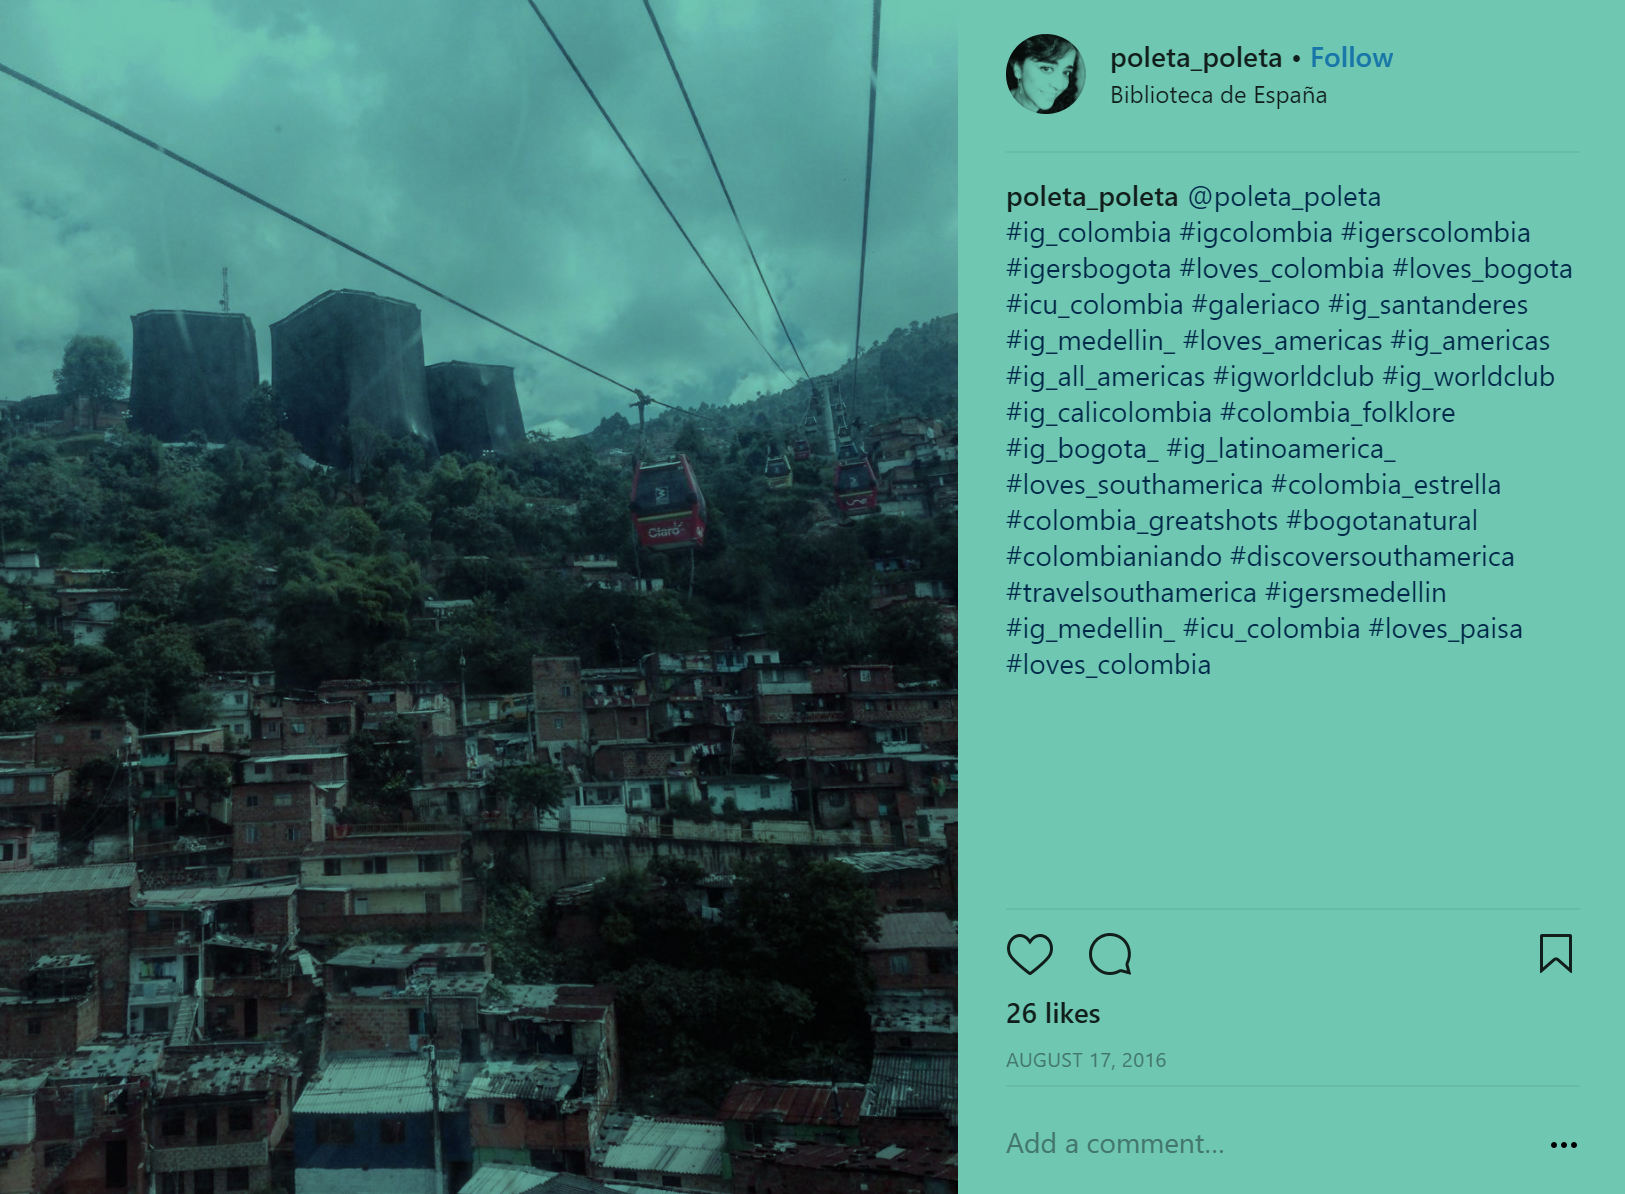 poleta_poleta • Follow
Biblioteca de España
poleta_poleta @poleta_poleta
#ig_colombia #igcolombia #igerscolombia
#igersbogota #loves_colombia #loves_bogota
#icu_colombia #galeriaco #ig_santanderes
#ig_medellin_ #loves_americas #ig_americas
#ig_all_americas #igworldclub #ig_worldclub
#ig_calicolombia #colombia_folklore
#ig_bogota_ #ig_latinoamerica_
#loves_southamerica #colombia_estrella
#colombia_greatshots #bogotanatural
#colombianiando #discoversouthamerica
#travelsouthamerica #igersmedellin
#ig_medellin_ #icu_colombia #loves_paisa
#loves_colombia
Claro
26 likes
AUGUST 17, 2016
Add a comment...